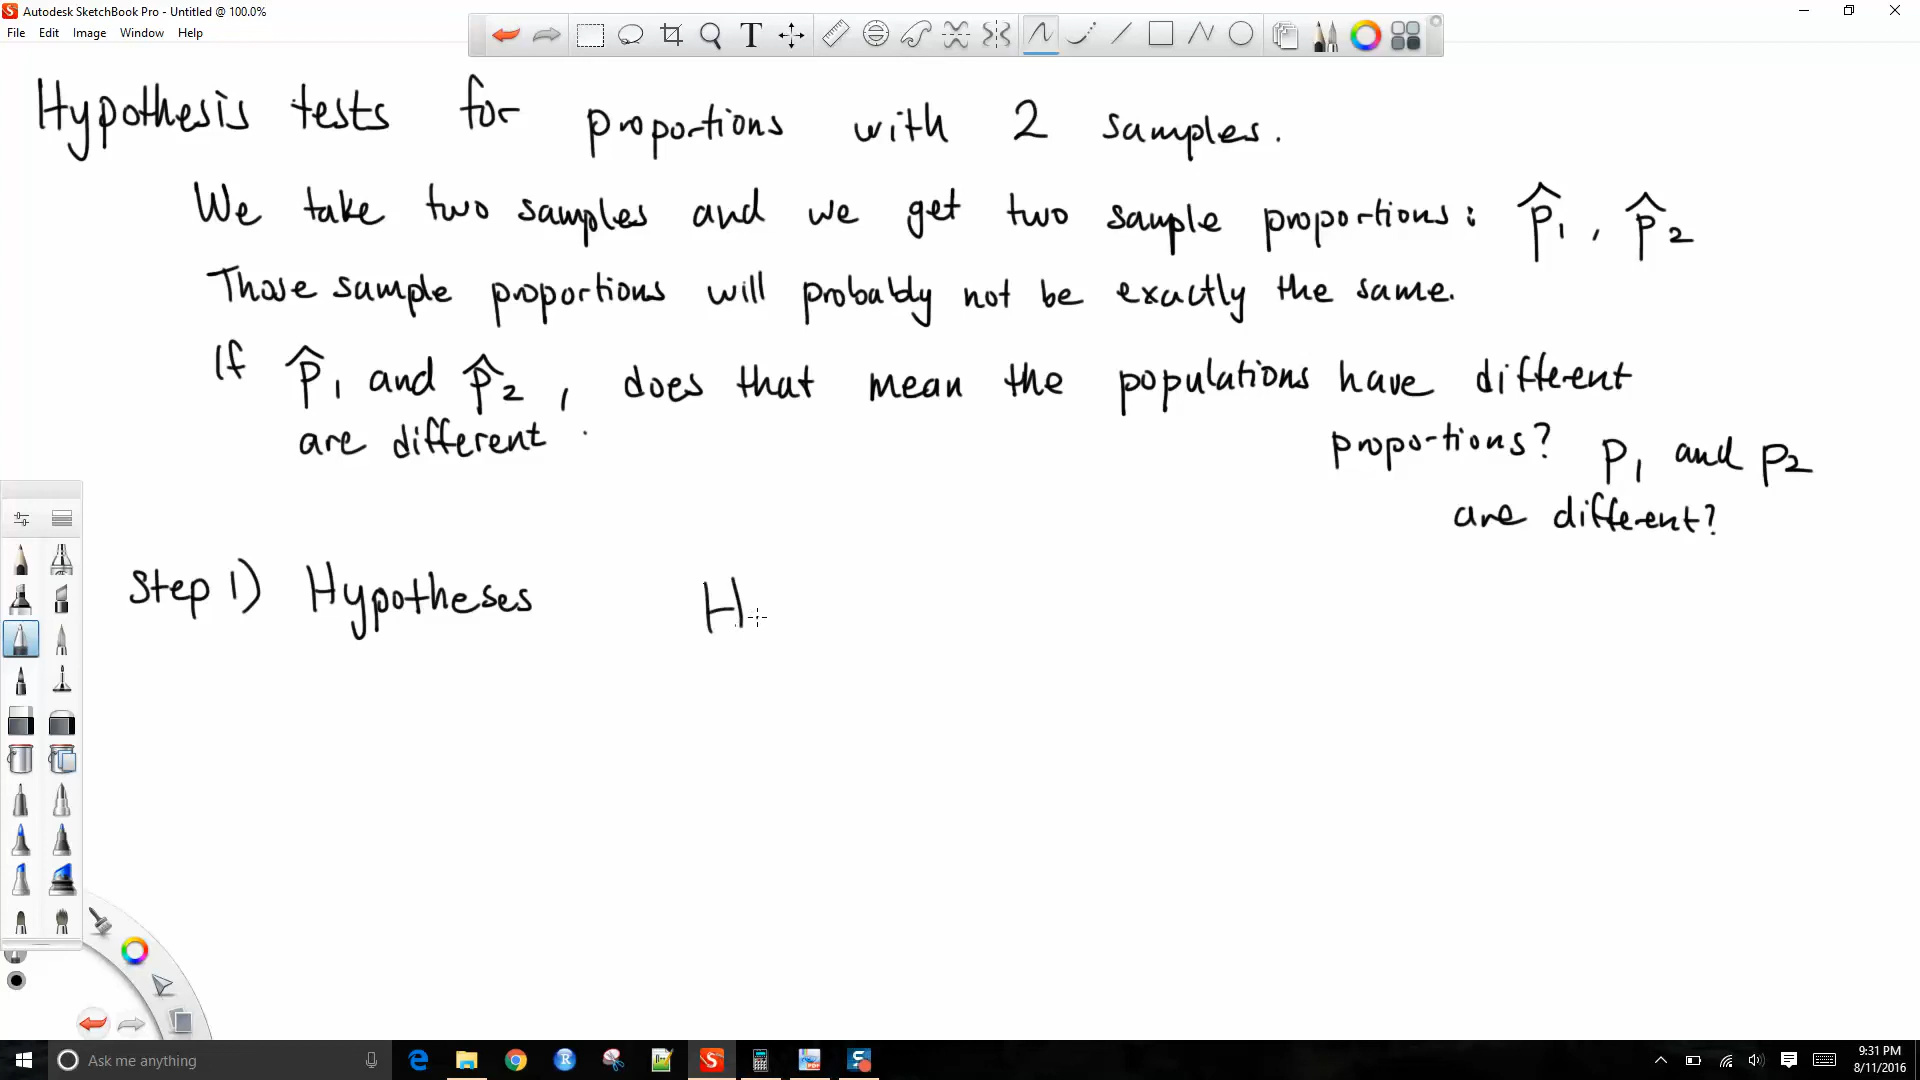 Autodesk SketchBook Pro - Untitled @ 100.0%
File Edit Image Window Help
T
Hypothesis tests for proportions with 2 samples.
We take two samples and we get two sample proportions: p̂₁, p̂₂
Those sample proportions will probably not be exactly the same.
If p̂₁ and p̂₂, does that mean the populations have different
are different
proportions? p₁ and p₂
are different?
Step 1) Hypotheses H
Ask me anything
9:31 PM
8/11/2016